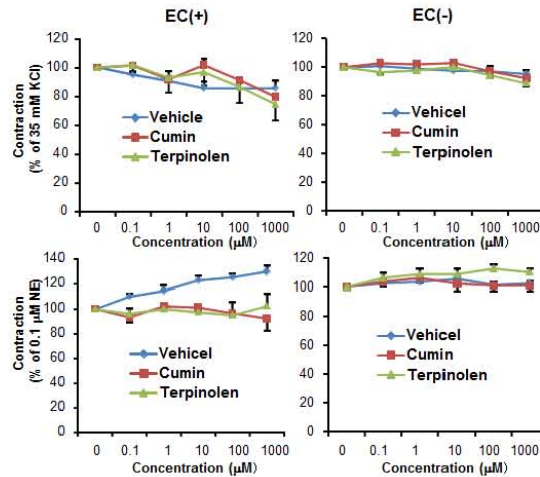 EC(+)
EC(-)
Contraction
(% of 35 mM KCl)
120
100
80
60
40
20
0
Vehicle
Cumin
Terpinolen
0 0.1 1 10 100 1000
Concentration (μM)
120
100
80
60
40
20
0
Vehicel
Cumin
Terpinolen
0 0.1 1 10 100 1000
Concentration (μM)
Contraction
(% of 0.1 μM NE)
140
120
100
80
60
40
20
0
Vehicel
Cumin
Terpinolen
0 0.1 1 10 100 1000
Concentration (μM)
140
120
100
80
60
40
20
0
Vehicel
Cumin
Terpinolen
0 0.1 1 10 100 1000
Concentration (μM)